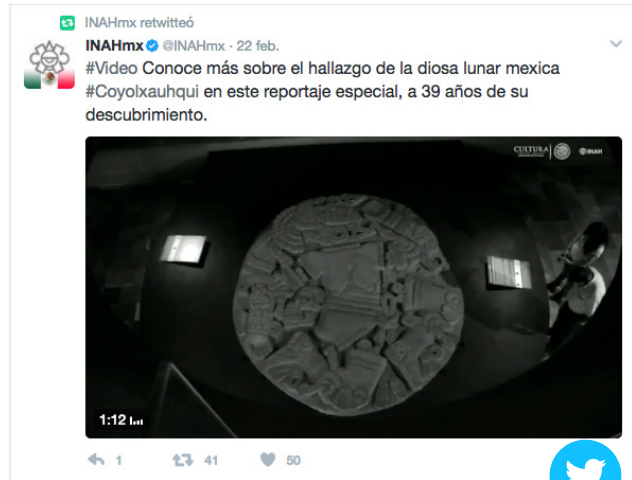 INAHmx retwitteó
INAHmx @INAHmx · 22 feb.
#Video Conoce más sobre el hallazgo de la diosa lunar mexica
#Coyolxauhqui en este reportaje especial, a 39 años de su
descubrimiento.
CULTURA INAH
1:12
1 41 50